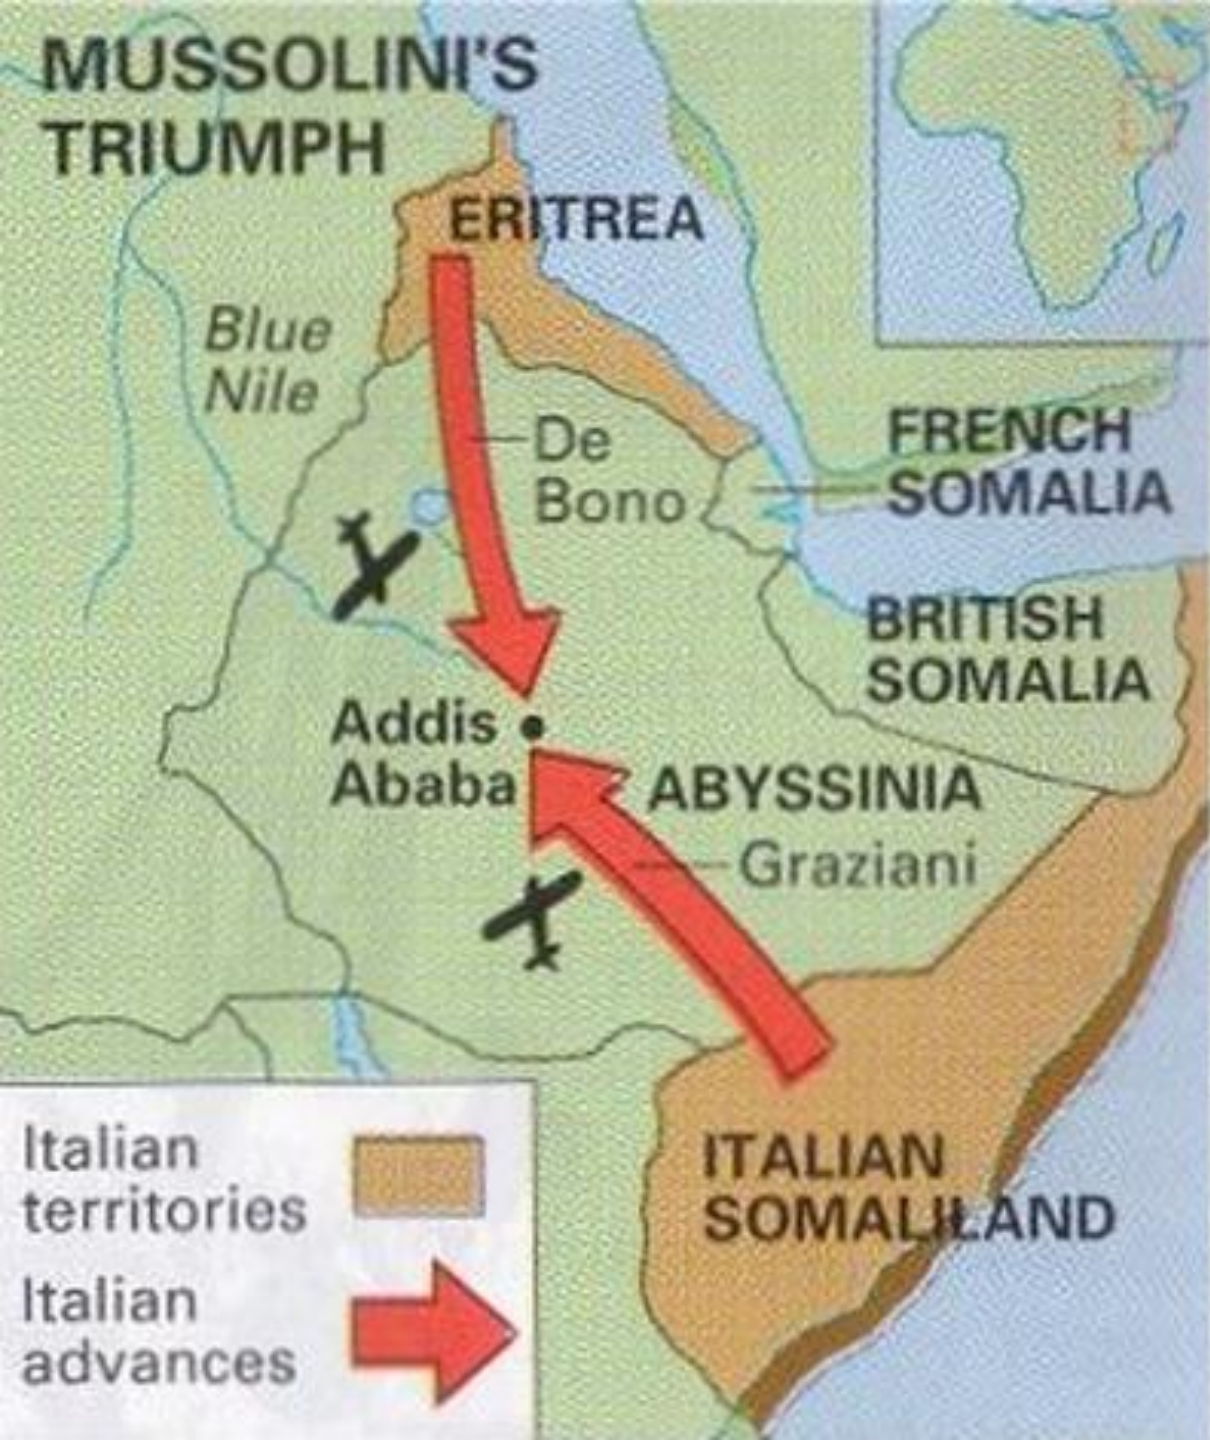 MUSSOLINI'S
TRIUMPH
ERITREA
Blue
Nile
De
Bono
FRENCH
SOMALIA
BRITISH
SOMALIA
Addis
Ababa
ABYSSINIA
Graziani
ITALIAN
SOMALILAND
Italian
territories
Italian
advances